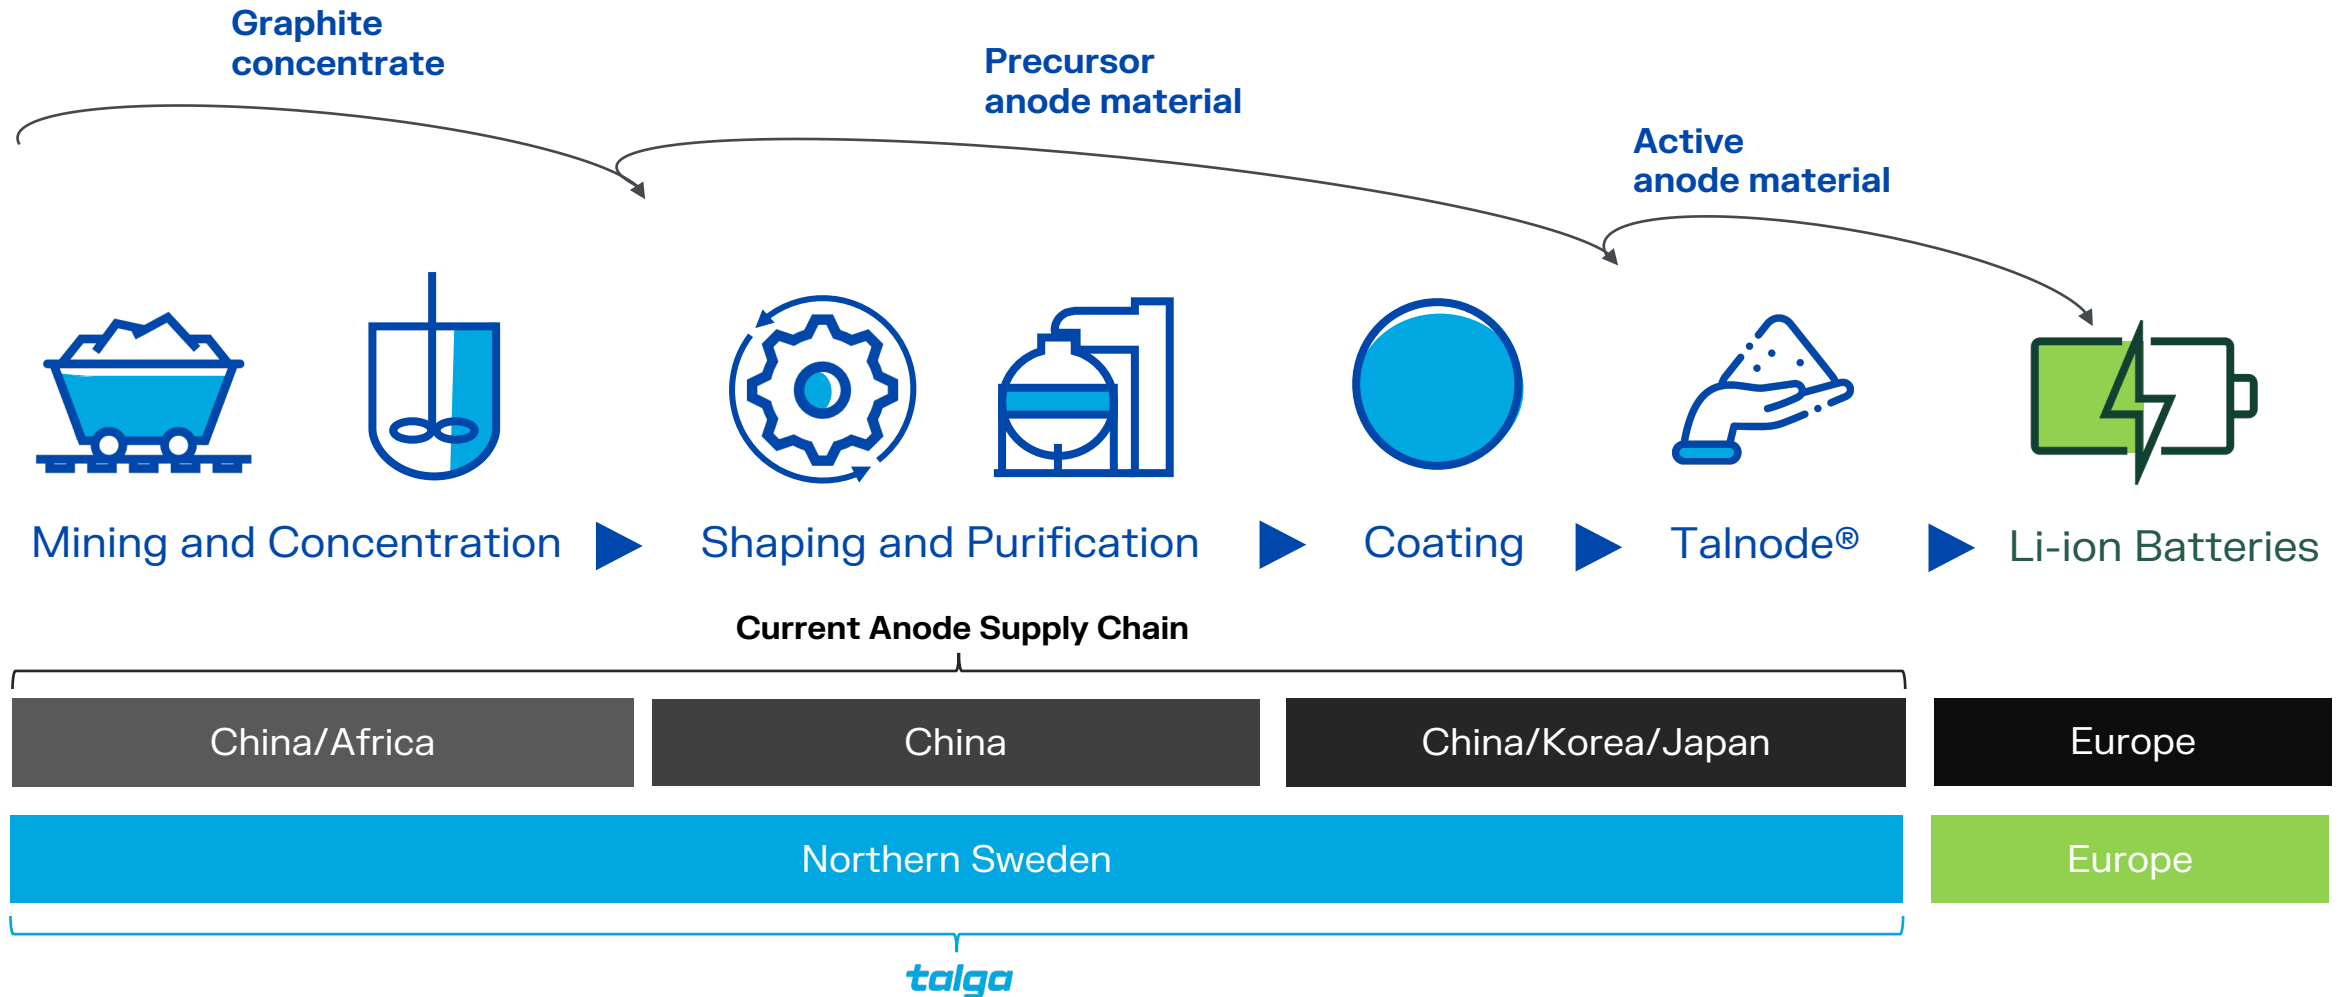 Graphite
concentrate
Precursor
anode material
Active
anode material
Mining and Concentration
Shaping and Purification
Coating
Talnode®
Li-ion Batteries
Current Anode Supply Chain
China/Africa
China
China/Korea/Japan
Europe
Northern Sweden
Europe
talga